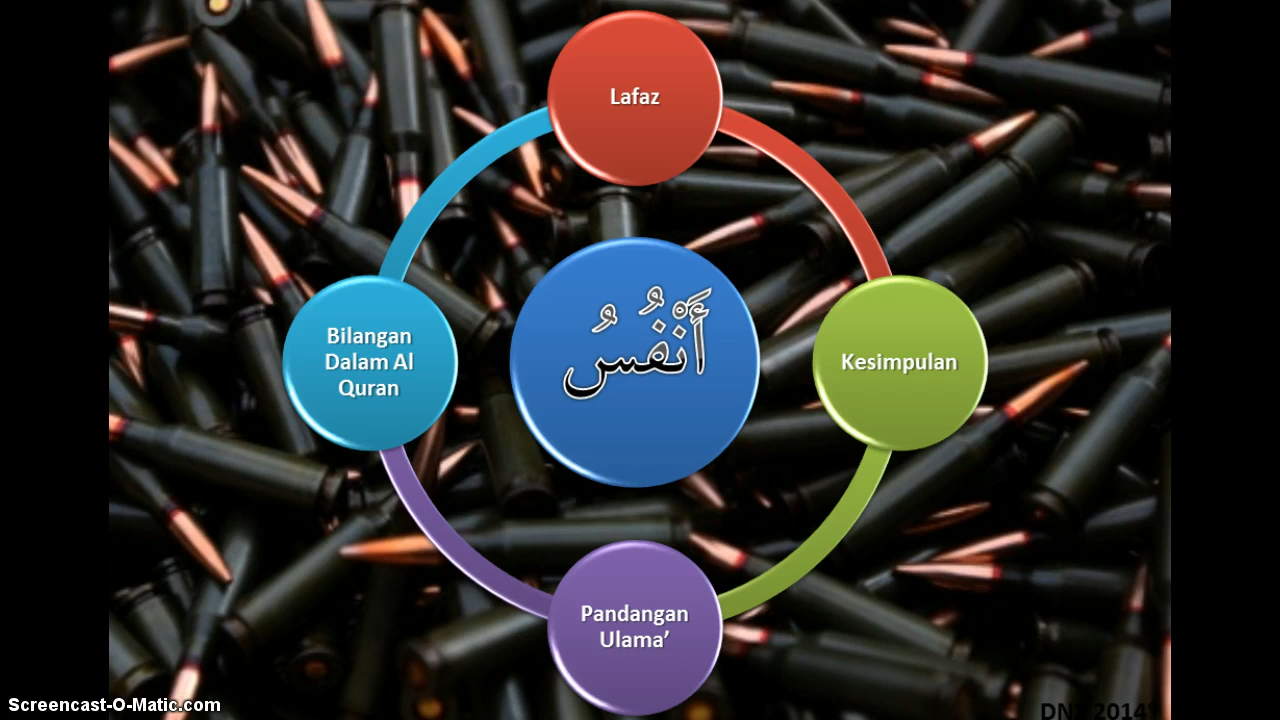 Lafaz
Bilangan
Dalam Al
Quran
أَنْفُسُ
Kesimpulan
Pandangan
Ulama’
Screencast-O-Matic.com